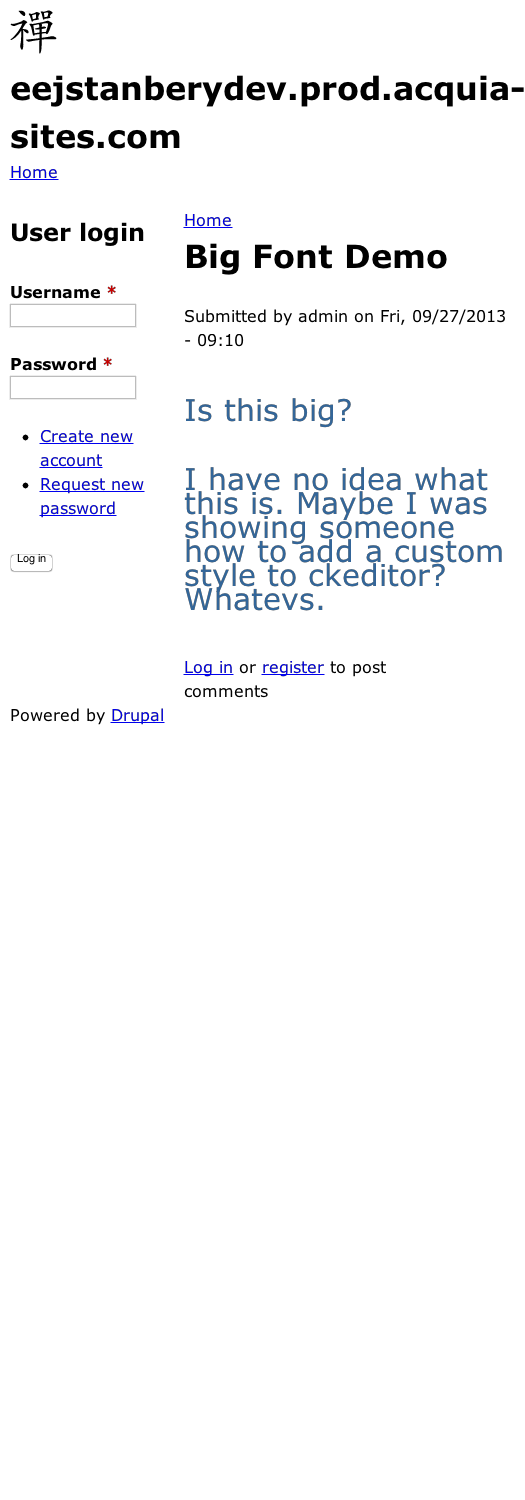 禪
eejstanberydev.prod.acquia-
sites.com
Home
User login
Username *
Password *
Create new
account
Request new
password
Log in
Home
Big Font Demo
Submitted by admin on Fri, 09/27/2013
- 09:10
Is this big?
I have no idea what
this is. Maybe I was
showing someone
how to add a custom
style to ckeditor?
Whatevs.
Log in or register to post
comments
Powered by Drupal